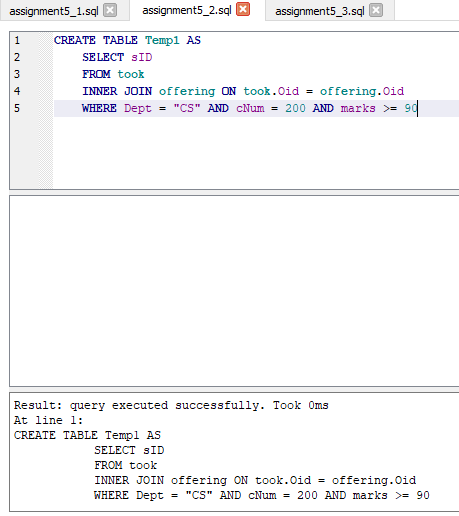 assignment5_1.sql assignment5_2.sql assignment5_3.sql
1 CREATE TABLE Temp1 AS
2 SELECT sID
3 FROM took
4 INNER JOIN offering ON took.Oid = offering.Oid
5 WHERE Dept = "CS" AND cNum = 200 AND marks >= 90
Result: query executed successfully. Took 0ms
At line 1:
CREATE TABLE Temp1 AS
SELECT sID
FROM took
INNER JOIN offering ON took.Oid = offering.Oid
WHERE Dept = "CS" AND cNum = 200 AND marks >= 90